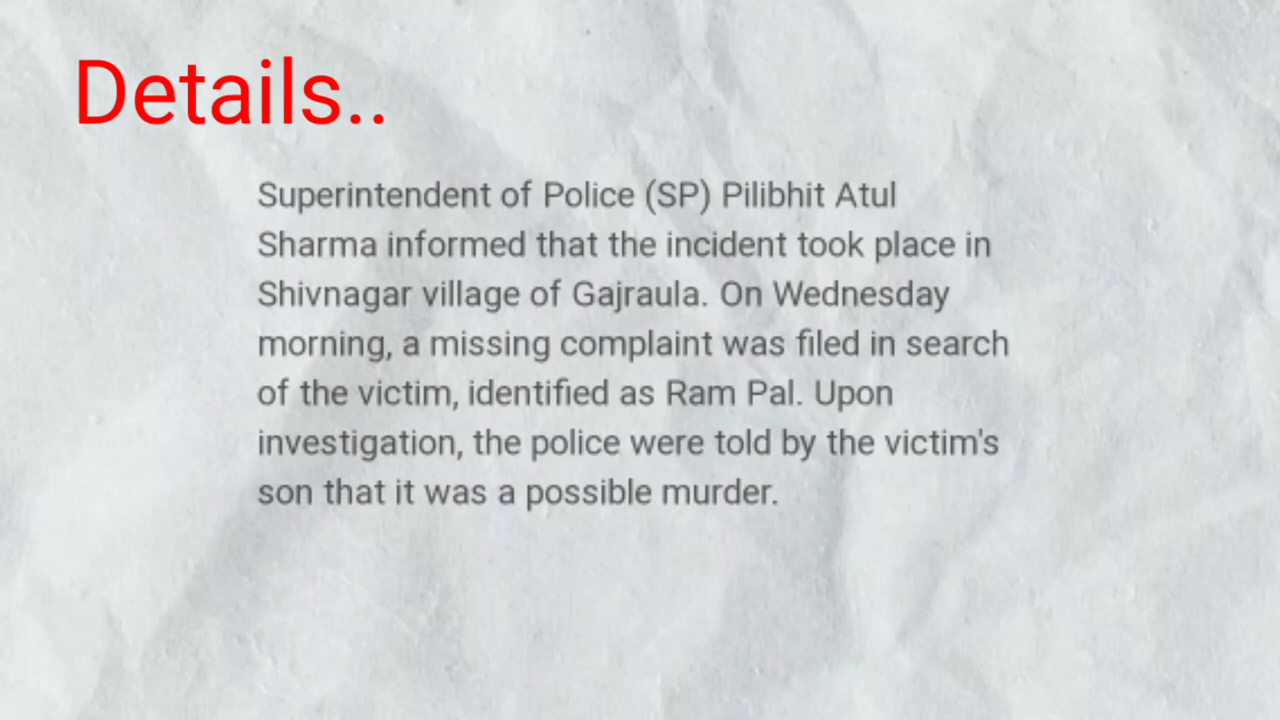 Details..
Superintendent of Police (SP) Pilibhit Atul
Sharma informed that the incident took place in
Shivnagar village of Gajraula. On Wednesday
morning, a missing complaint was filed in search
of the victim, identified as Ram Pal. Upon
investigation, the police were told by the victim's
son that it was a possible murder.